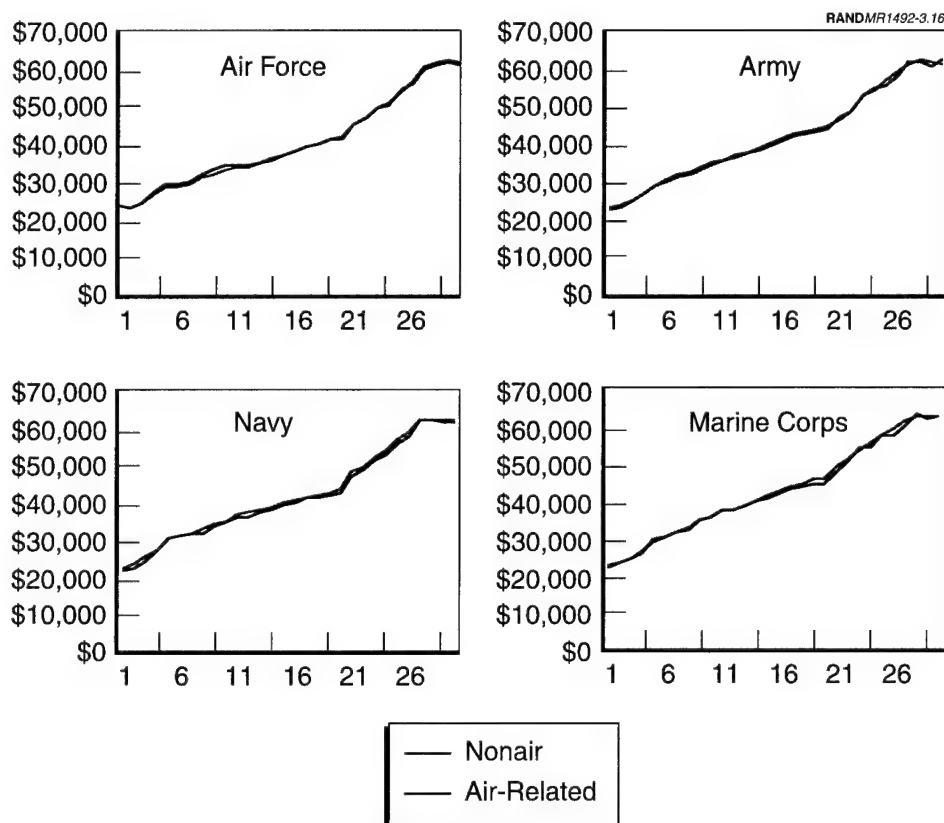 RANDMR1492-3.16
$70,000
$60,000
$50,000
$40,000
$30,000
$20,000
$10,000
$0
Air Force
1 6 11 16 21 26
$70,000
$60,000
$50,000
$40,000
$30,000
$20,000
$10,000
$0
Army
1 6 11 16 21 26
$70,000
$60,000
$50,000
$40,000
$30,000
$20,000
$10,000
$0
Navy
1 6 11 16 21 26
$70,000
$60,000
$50,000
$40,000
$30,000
$20,000
$10,000
$0
Marine Corps
1 6 11 16 21 26
Nonair
Air-Related